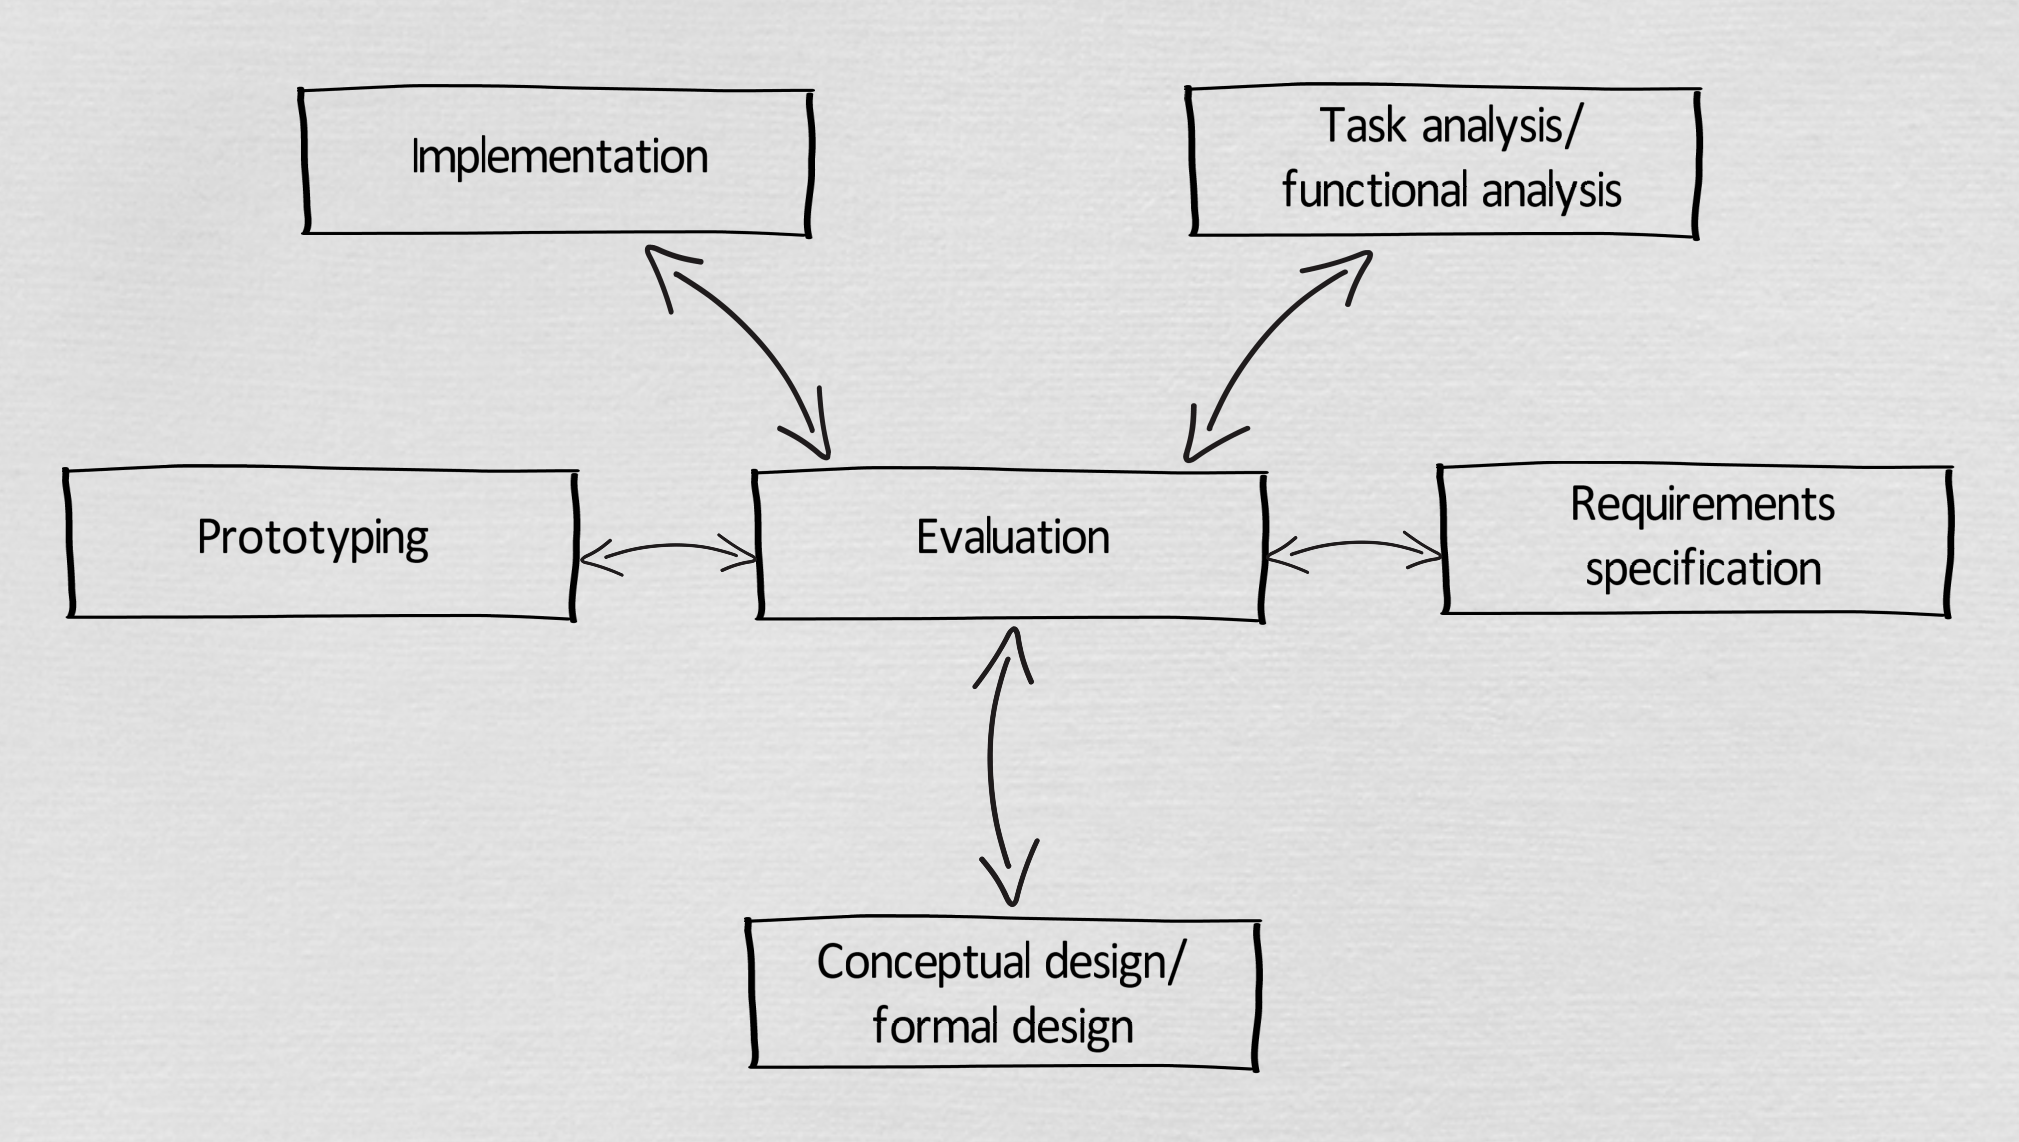 Implementation
Task analysis/
functional analysis
Prototyping
Evaluation
Requirements
specification
Conceptual design/
formal design